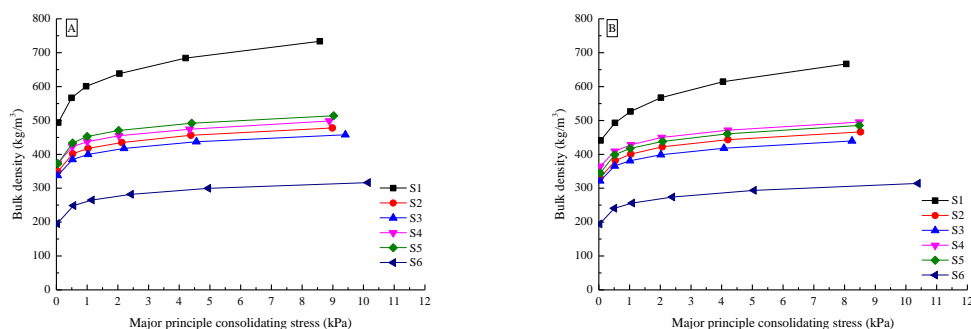 A
800
700
600
500
400
300
200
100
0
Bulk density (kg/m³)
S1
S2
S3
S4
S5
S6
0 1 2 3 4 5 6 7 8 9 10 11 12
Major principle consolidating stress (kPa)
B
800
700
600
500
400
300
200
100
0
Bulk density (kg/m³)
S1
S2
S3
S4
S5
S6
0 1 2 3 4 5 6 7 8 9 10 11 12
Major principle consolidating stress (kPa)